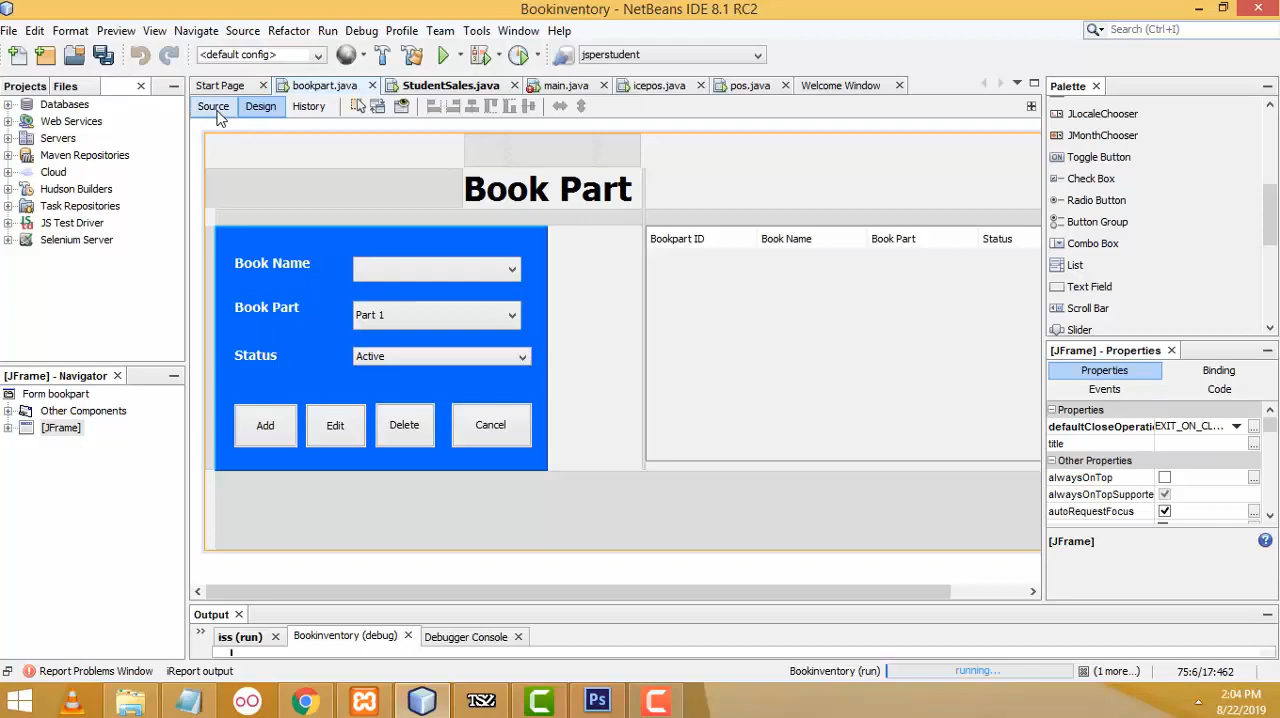 Bookinventory - NetBeans IDE 8.1 RC2
File Edit Format Preview View Navigate Source Refactor Run Debug Profile Team Tools Window Help
Search (Ctrl+I)
<default config>
jsperstudent
Projects Files
Start Page
bookpart.java
StudentSales.java
main.java
icepos.java
pos.java
Welcome Window
Palette
Source Design History
Databases
Web Services
Servers
Maven Repositories
Cloud
Hudson Builders
Task Repositories
JS Test Driver
Selenium Server
[JFrame] - Navigator
Form bookpart
Other Components
[JFrame]
Book Part
Book Name
Book Part
Part 1
Status
Active
Add Edit Delete Cancel
Bookpart ID Book Name Book Part Status
JLocaleChooser
JMonthChooser
Toggle Button
Check Box
Radio Button
Button Group
Combo Box
List
Text Field
Scroll Bar
Slider
[JFrame] - Properties
Properties Binding
Events Code
Properties
defaultCloseOperati EXIT_ON_CL... ...
title ...
Other Properties
alwaysOnTop ...
alwaysOnTopSupporte
autoRequestFocus
[JFrame]
Output
iss (run)
Bookinventory (debug)
Debugger Console
Report Problems Window iReport output
Bookinventory (run) running... (1 more...) 75:6/17:462
TSZ
Ps
2:04 PM
8/22/2019